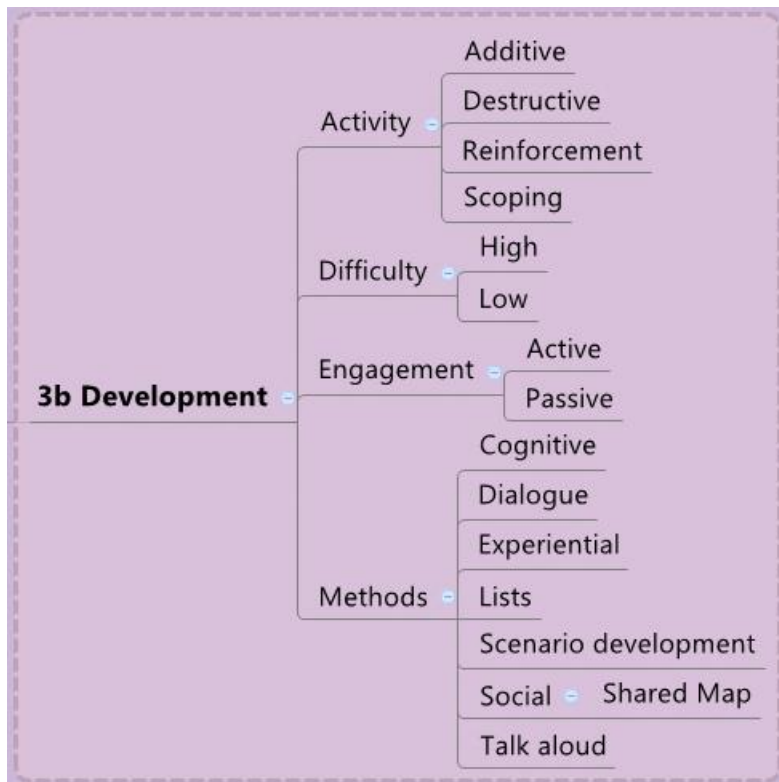 Additive
Destructive
Activity
Reinforcement
Scoping
High
Difficulty
Low
Active
Engagement
Passive
3b Development
Cognitive
Dialogue
Experiential
Methods
Lists
Scenario development
Social
Shared Map
Talk aloud